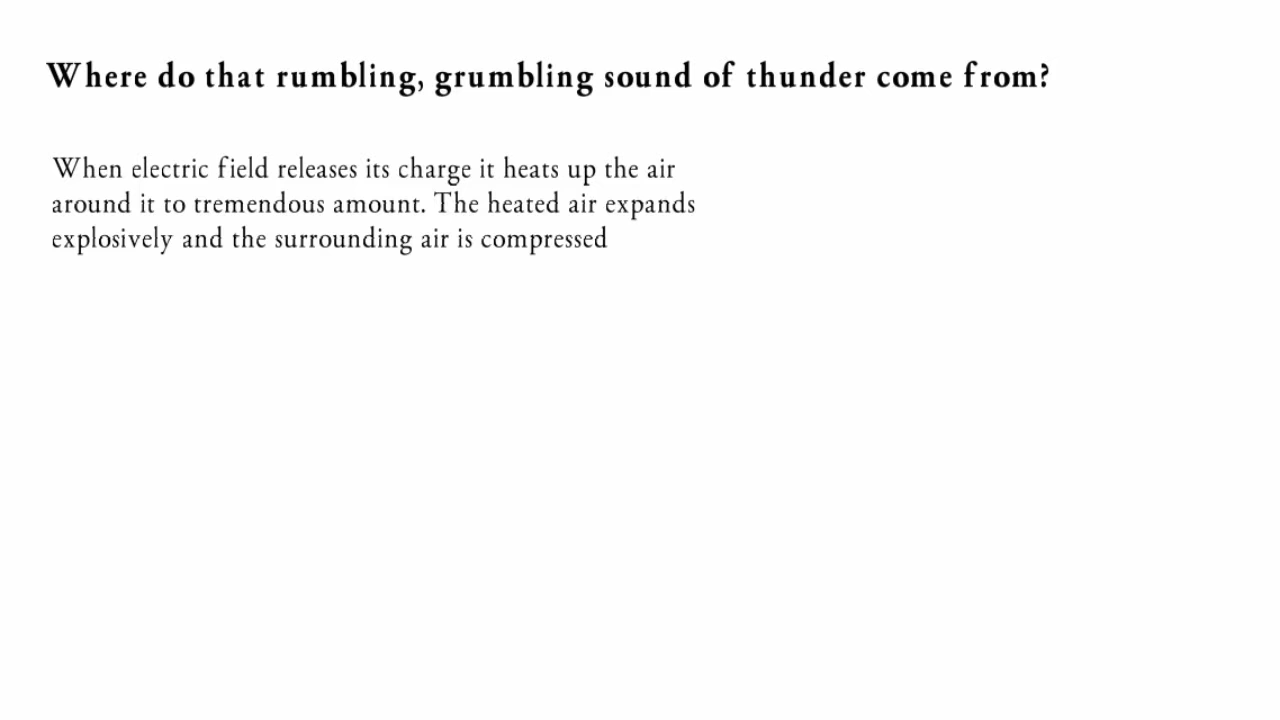 Where do that rumbling, grumbling sound of thunder come from?
When electric field releases its charge it heats up the air
around it to tremendous amount. The heated air expands
explosively and the surrounding air is compressed